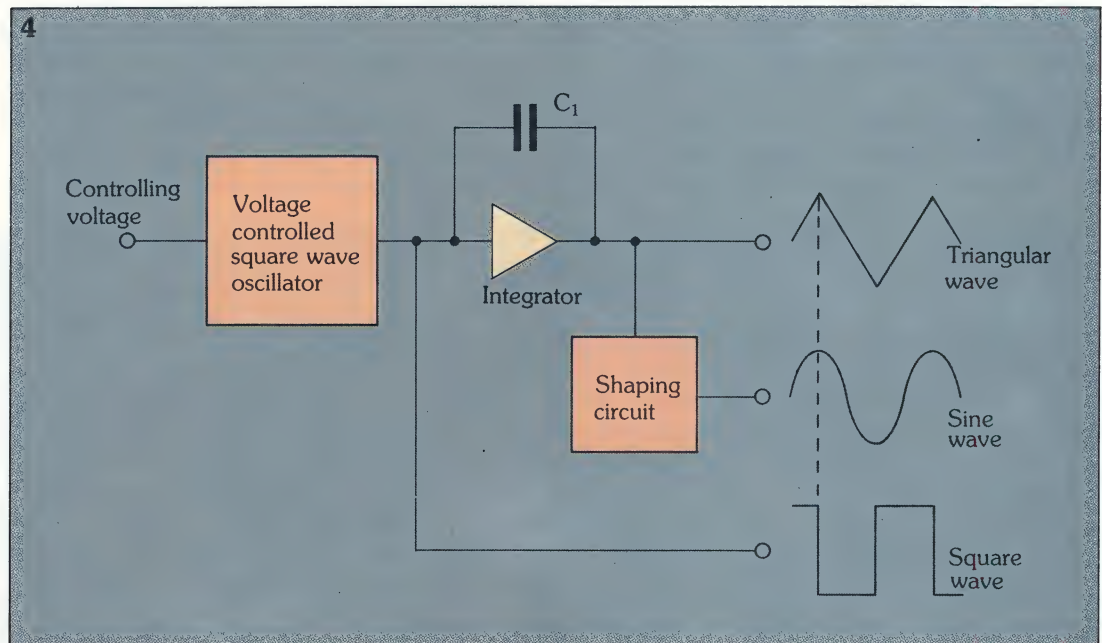 4
C₁
Controlling
voltage
Voltage
controlled
square wave
oscillator
Integrator
Triangular
wave
Shaping
circuit
Sine
wave
Square
wave